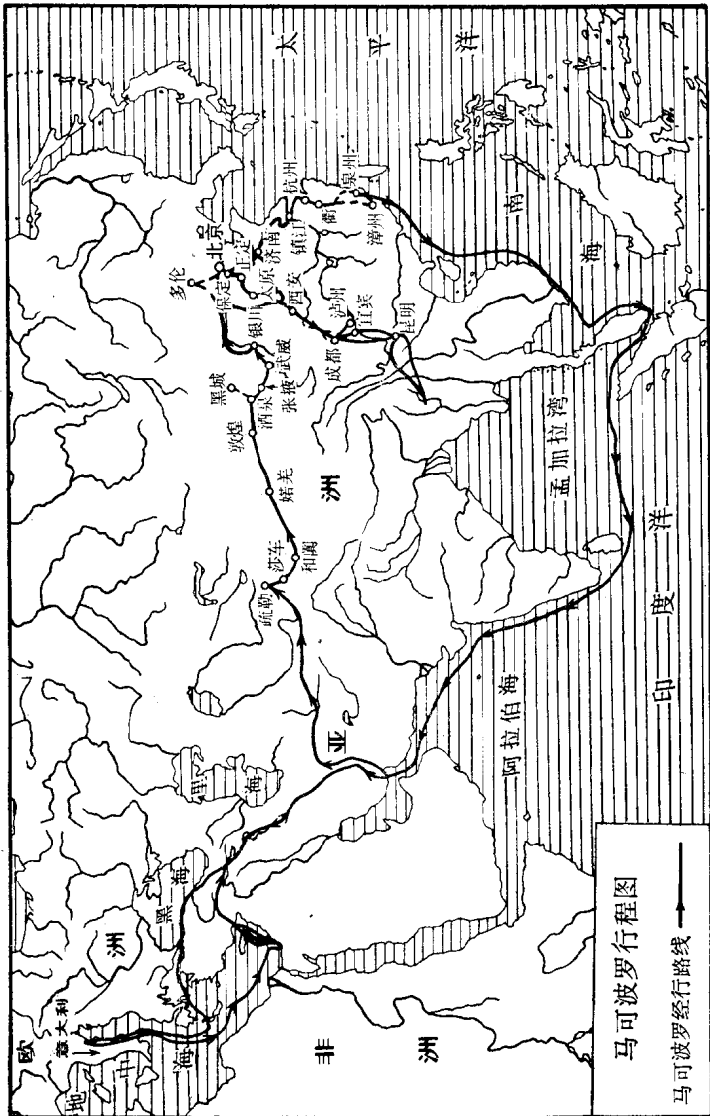 欧洲
意大利
地中海
黑海
里海
非洲
亚洲
疏勒
莎车
和阗
婼羌
敦煌
黑城
酒泉
张掖
武威
银川
多伦
北京
保定
正定
太原
济南
西安
成都
泸州
宜宾
昆明
镇江
杭州
衢
泉州
漳州
太平洋
南海
孟加拉湾
阿拉伯海
印度洋
马可波罗行程图
马可波罗经行路线